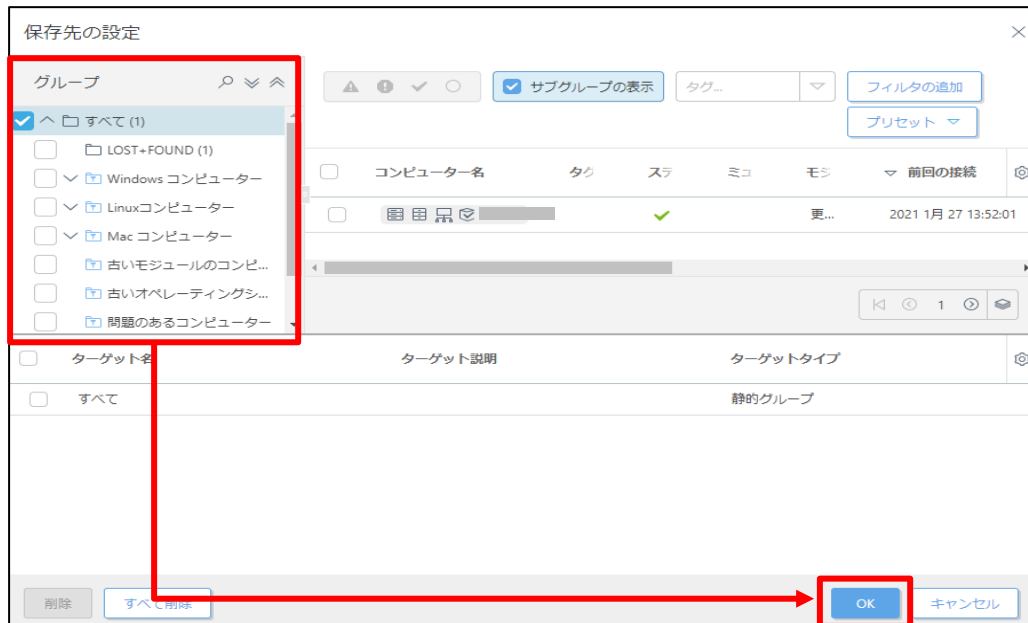 保存先の設定
グループ
すべて (1)
LOST+FOUND (1)
Windows コンピューター
Linuxコンピューター
Mac コンピューター
古いモジュールのコンピ...
古いオペレーティングシ...
問題のあるコンピューター
サブグループの表示
タグ...
フィルタの追加
プリセット
コンピューター名 タグ ステ ミュ モジ 前回の接続
更... 2021 1月 27 13:52:01
1
ターゲット名 ターゲット説明 ターゲットタイプ
すべて 静的グループ
削除 すべて削除 OK キャンセル